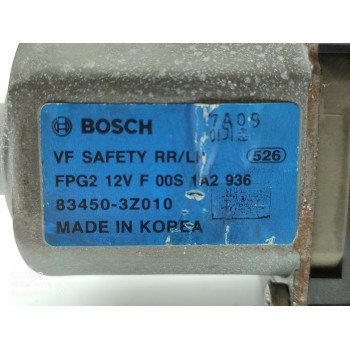 BOSCH 7A09
VF SAFETY RR/LH 526
FPG2 12V F 00S 1A2 936
83450-3Z010
MADE IN KOREA